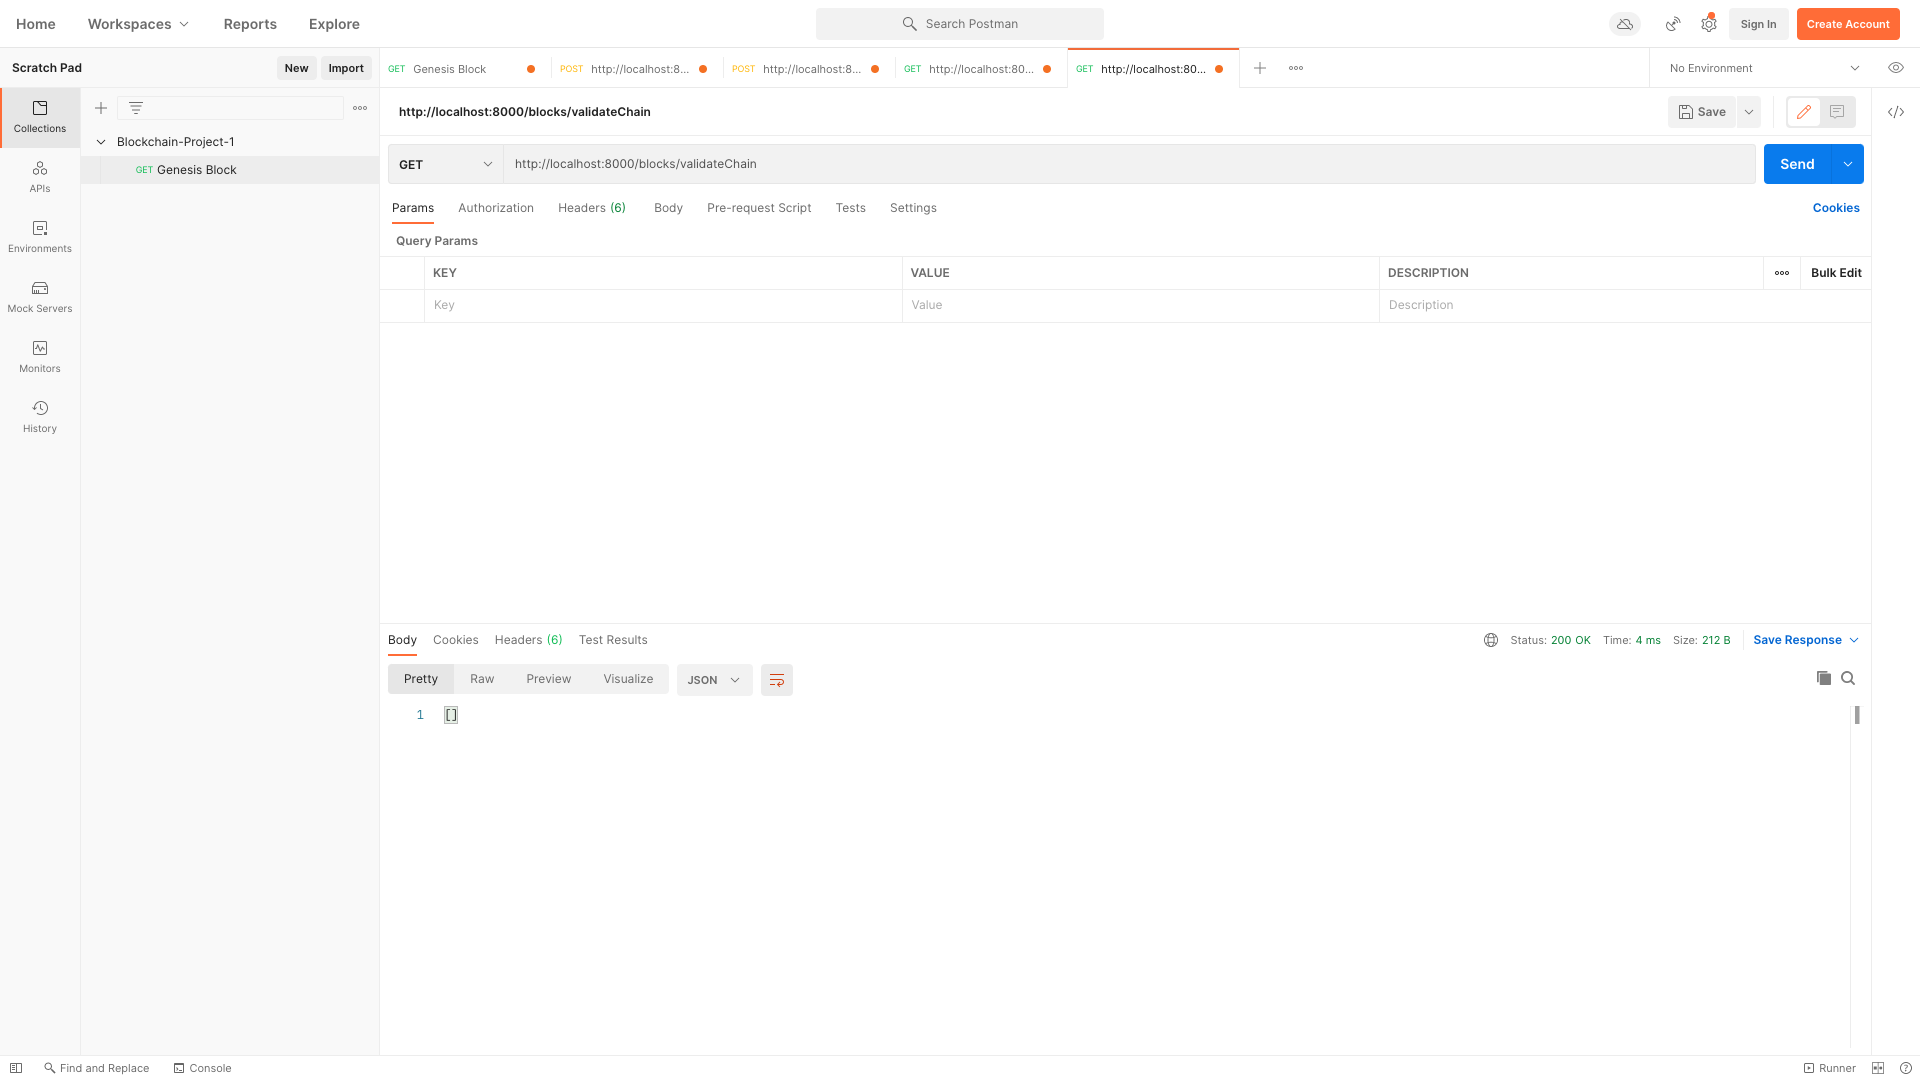 Home Workspaces Reports Explore Search Postman Sign In Create Account
Scratch Pad New Import
GET Genesis Block POST http://localhost:8... POST http://localhost:8... GET http://localhost:80... GET http://localhost:80... No Environment
Collections
APIs
Environments
Mock Servers
Monitors
History
Blockchain-Project-1
GET Genesis Block
http://localhost:8000/blocks/validateChain Save
GET http://localhost:8000/blocks/validateChain Send
Params Authorization Headers (6) Body Pre-request Script Tests Settings Cookies
Query Params
KEY VALUE DESCRIPTION Bulk Edit
Key Value Description
Body Cookies Headers (6) Test Results Status: 200 OK Time: 4 ms Size: 212 B Save Response
Pretty Raw Preview Visualize JSON
1 []
Find and Replace Console Runner